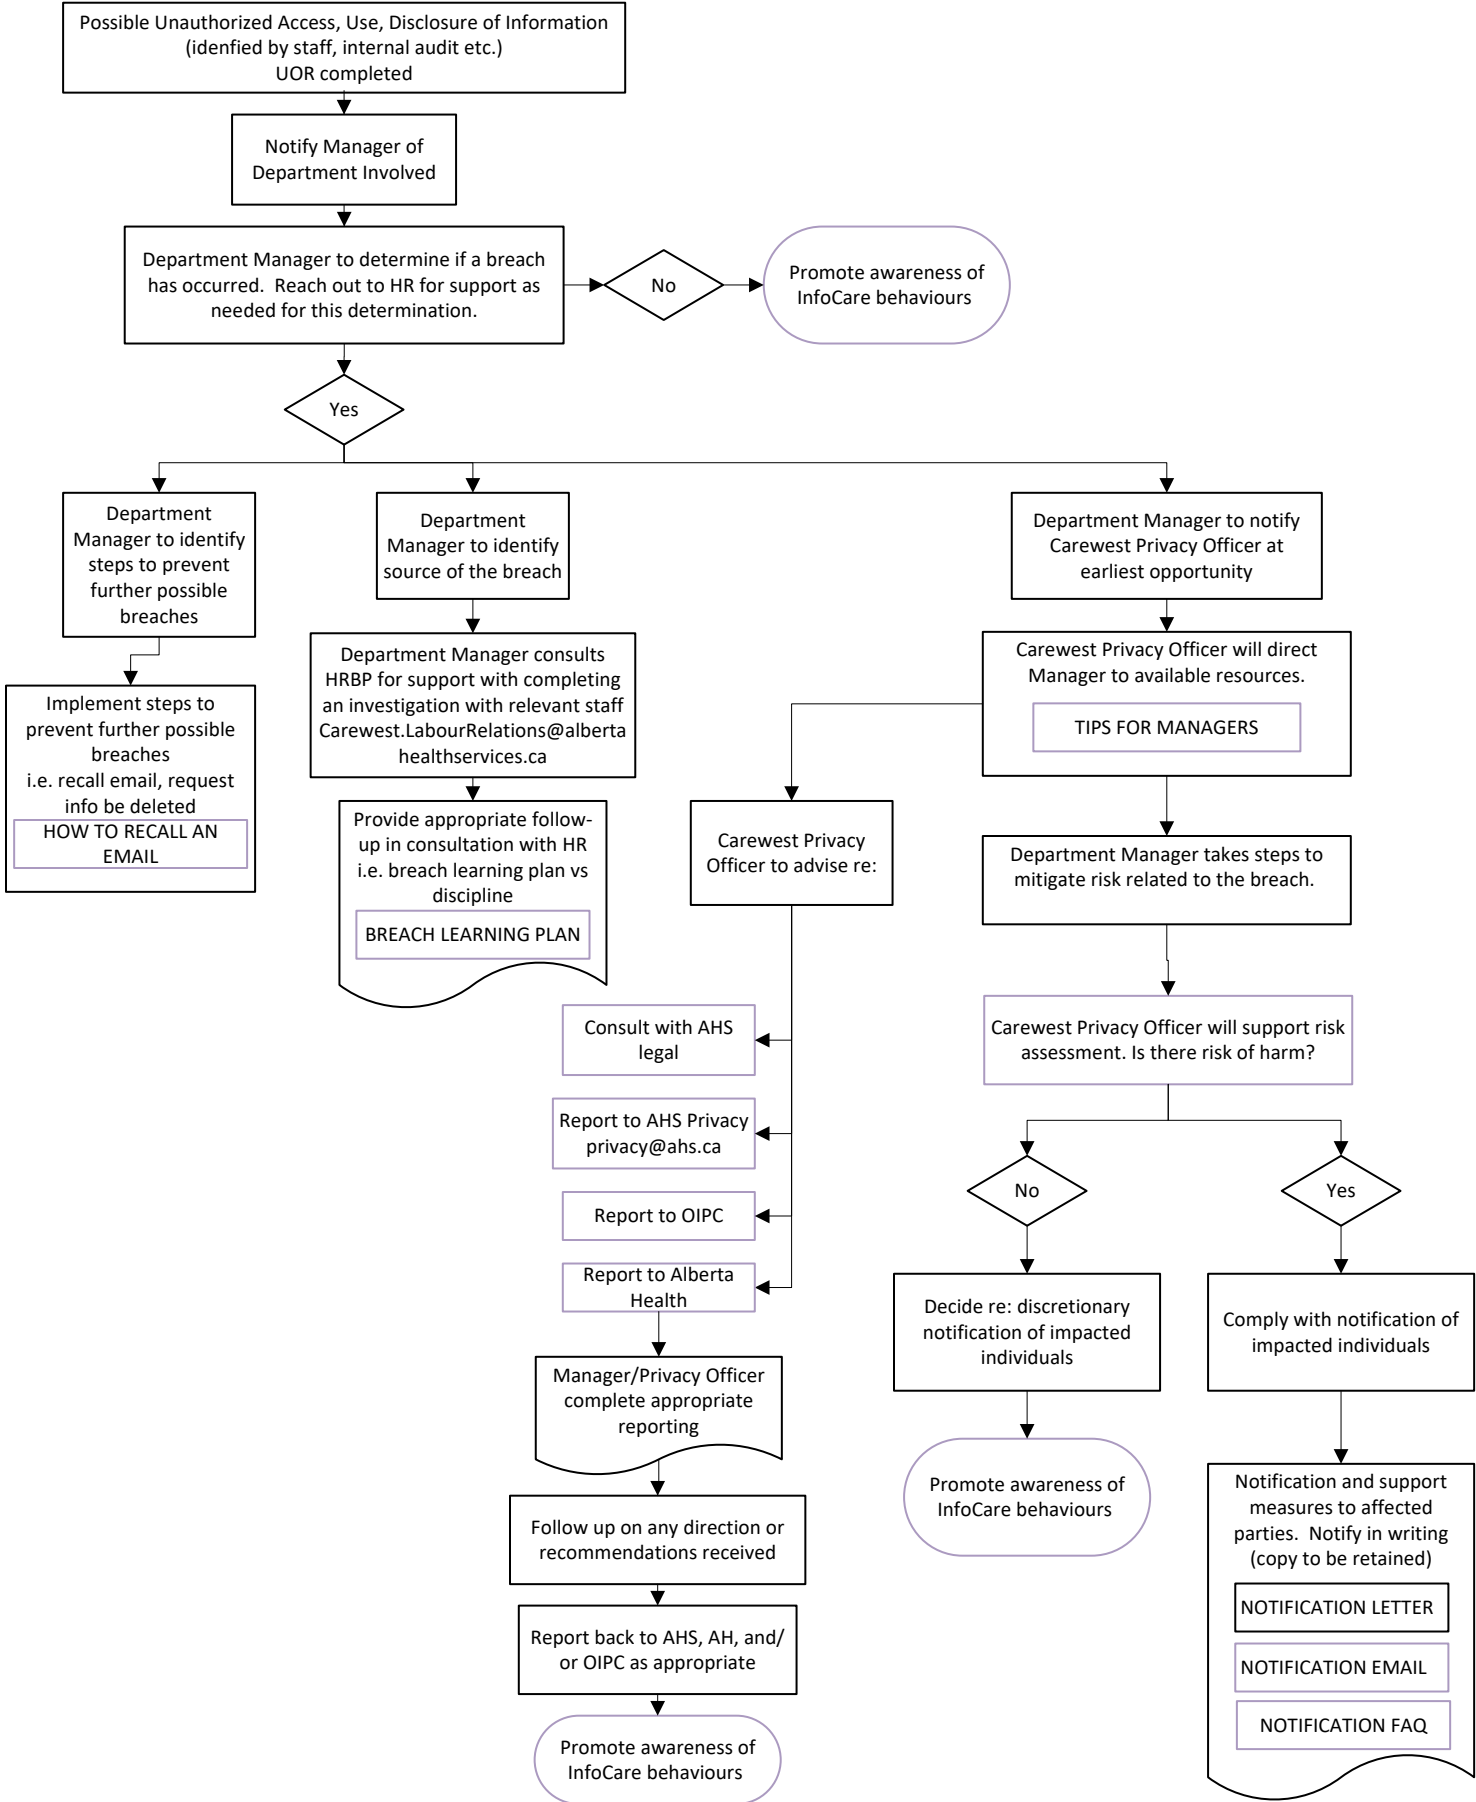 Possible Unauthorized Access, Use, Disclosure of Information
(idenfied by staff, internal audit etc.)
UOR completed
Notify Manager of
Department Involved
Department Manager to determine if a breach
has occurred.  Reach out to HR for support as
needed for this determination.
No
Promote awareness of
InfoCare behaviours
Yes
Department
Manager to identify
steps to prevent
further possible
breaches
Implement steps to
prevent further possible
breaches
i.e. recall email, request
info be deleted
HOW TO RECALL AN
EMAIL
Department
Manager to identify
source of the breach
Department Manager consults
HRBP for support with completing
an investigation with relevant staff
Carewest.LabourRelations@alberta
healthservices.ca
Provide appropriate follow-
up in consultation with HR
i.e. breach learning plan vs
discipline
BREACH LEARNING PLAN
Department Manager to notify
Carewest Privacy Officer at
earliest opportunity
Carewest Privacy Officer will direct
Manager to available resources.
TIPS FOR MANAGERS
Carewest Privacy
Officer to advise re:
Consult with AHS
legal
Report to AHS Privacy
privacy@ahs.ca
Report to OIPC
Report to Alberta
Health
Manager/Privacy Officer
complete appropriate
reporting
Follow up on any direction or
recommendations received
Report back to AHS, AH, and/
or OIPC as appropriate
Promote awareness of
InfoCare behaviours
Department Manager takes steps to
mitigate risk related to the breach.
Carewest Privacy Officer will support risk
assessment. Is there risk of harm?
No
Decide re: discretionary
notification of impacted
individuals
Promote awareness of
InfoCare behaviours
Yes
Comply with notification of
impacted individuals
Notification and support
measures to affected
parties.  Notify in writing
(copy to be retained)
NOTIFICATION LETTER
NOTIFICATION EMAIL
NOTIFICATION FAQ